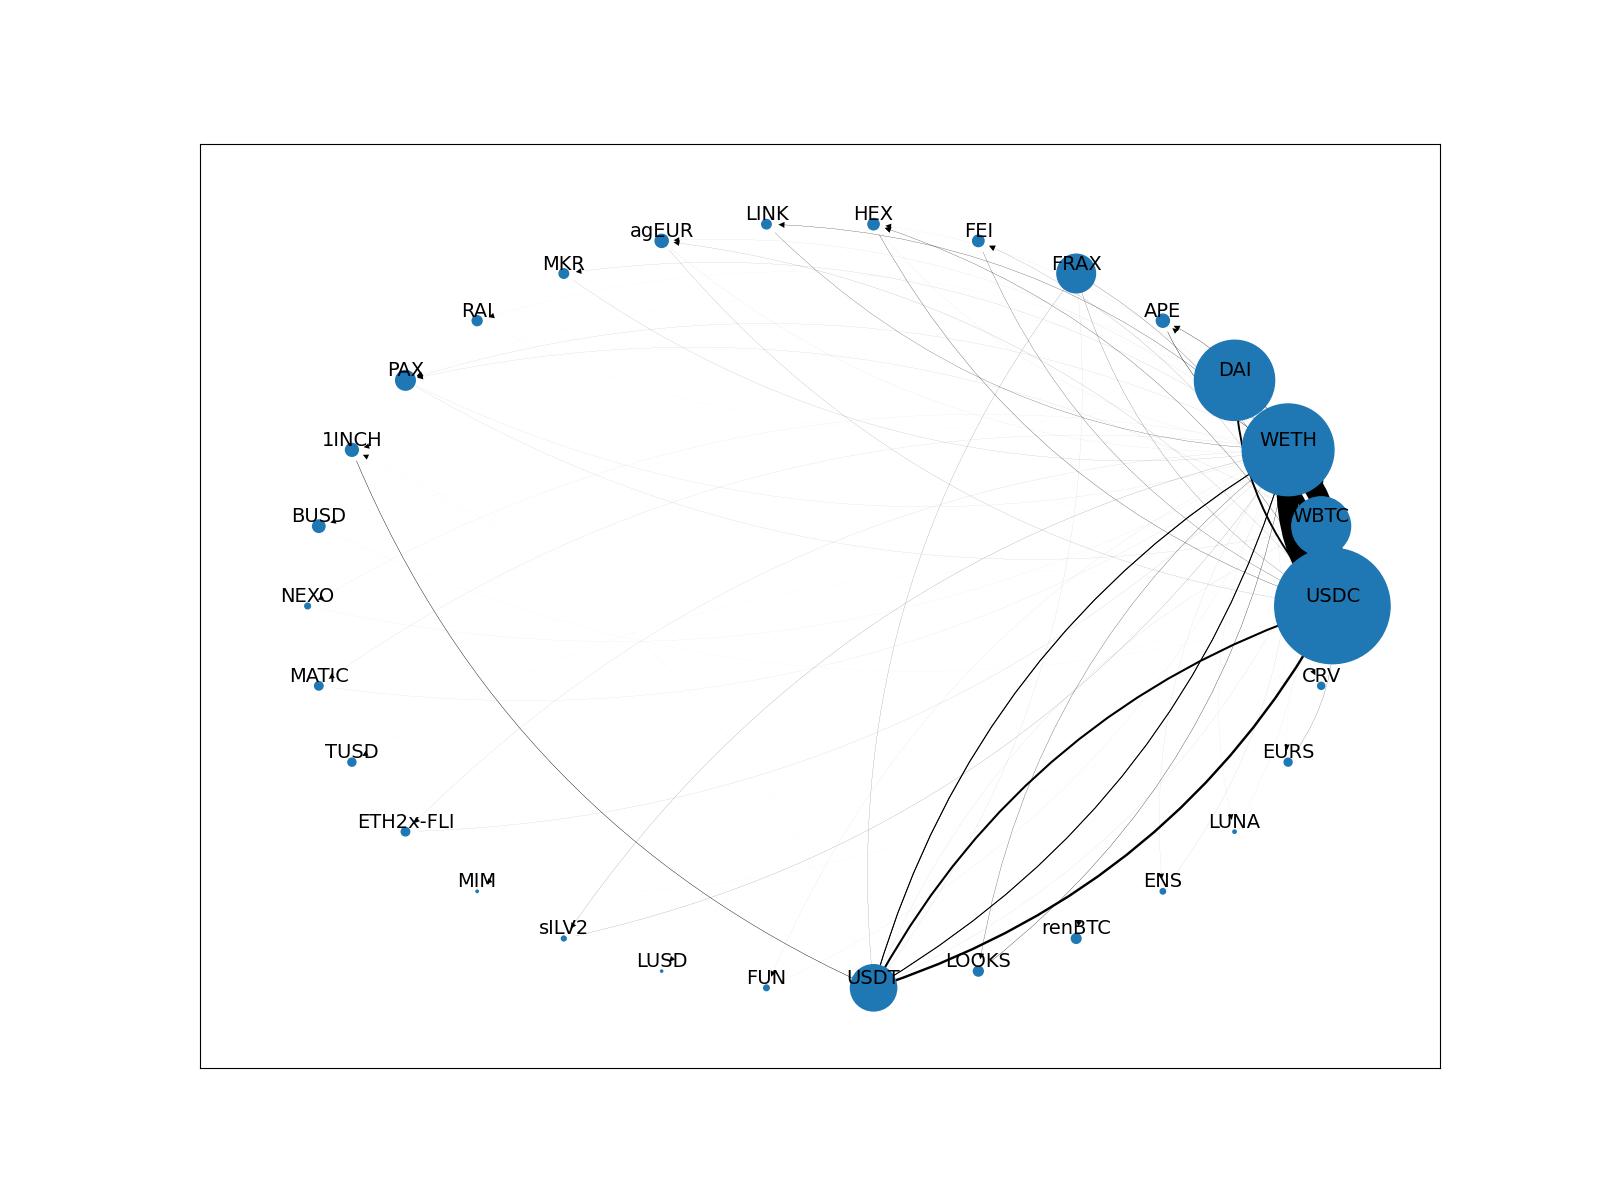 LINK
HEX
agEUR
FEI
MKR
FRAX
RAI
APE
PAX
DAI
1INCH
WETH
BUSD
WBTC
NEXO
USDC
MATIC
CRV
TUSD
EURS
ETH2x-FLI
LUNA
MIM
ENS
sILV2
renBTC
LUSD
LOOKS
FUN
USDT